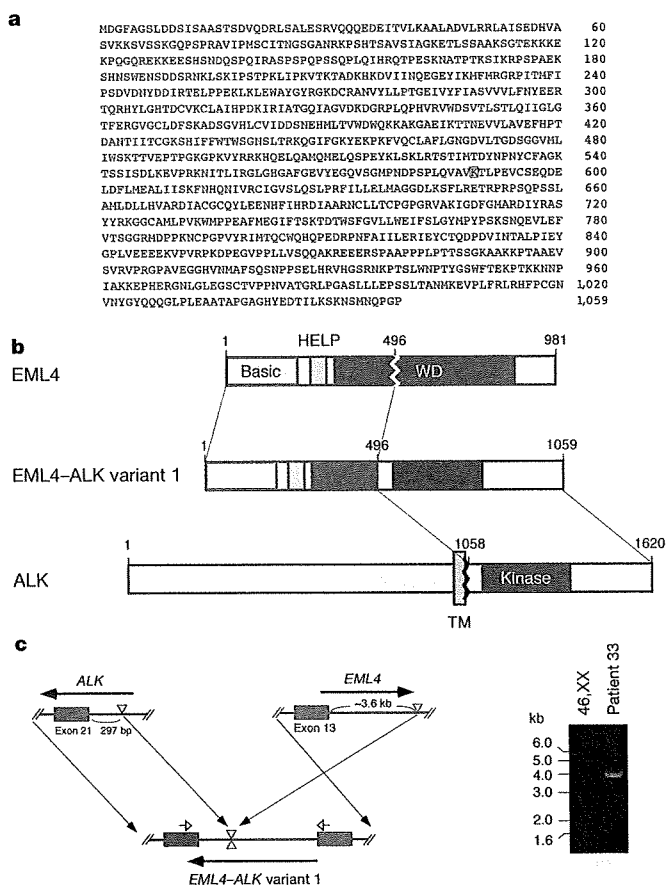 a
MDGFAGSLDDSISAASTSDVQDRLSALESRVQQQEDEITVLKAALADVLRRLAISEDHVA 60
SVKKSVSSKGQPSPRAVIPMSCITNGSGANRKPSHTSAVSIAGKETLSSAAKSGTEKKKE 120
KPQGQREKKEESHSNDQSPQIRASPSPQPSSQPLQIHRQTPESKNATPTKSIKRPSPAEK 180
SHNSWENSDDSRNKLSKIPSTPKLIPKVTKTADKHKDVIINQEGEYIKMFMRGRPITMFI 240
PSDVDNYDDIRTELPPEKLKLEWAYGYRGKDCRANVYLLPTGEIVYFIASVVVLFNYEER 300
TQRHYLGHTDCVKCLAIHPDKIRIATGQIAGVDKDGRPLQPHVRVWDSVTLSTLQIIGLG 360
TFERGVGCLDFSKADSGVHLCVIDDSNEHMLTVWDWQKKAKGAEIKTTNEVVLAVEFHPT 420
DANTIITCGKSHIFFWTWSGNSLTRKQGIFGKYEKPKFVQCLAFLGNGDVLTGDSGGVML 480
IWSKTTVEPTPGKGPKVYRRKHQELQAMQMELQSPEYKLSKLRTSTIMTDYNPNYCFAGK 540
TSSISDLKEVPRKNITLIRGLGHGAFGEVYEGQVSGMPNDPSPLQVAVKTLPEVCSEQDE 600
LDFLMEALIISKFNHQNIVRCIGVSLQSLPRFILLELMAGGDLKSFLRETRPRPSQPSSL 660
AMLDLLHVARDIACGCQYLEENHFIHRDIAARNCLLTCPGPGRVAKIGDFGMARDIYRAS 720
YYRKGGCAMLPVKWMPPEAFMEGIFTSKTDTWSFGVLLWEIFSLGYMPYPSKSNQEVLEF 780
VTSGGRMDPPKNCPGPVYRIMTQCWQHQPEDRPNFAIILERIEYCTQDPDVINTALPIEY 840
GPLVEEEEKVPVRPKDPEGVPPLLVSQQAKREEERSPAAPPPLPTTSSGKAAKKPTAAEV 900
SVRVPRGPAVEGGHVNMAFSQSNPPSELHRVHGSRNKPTSLWNPTYGSWFTEKPTKKNNP 960
IAKKEPHERGNLGLEGSCTVPPNVATGRLPGASLLLEPSSLTANMKEVPLFRLRHFPCGN 1,020
VNYGYQQQGLPLEAATAPGAGHYEDTILKSKNSMNQPGP 1,059
b
1 HELP 496 981
EML4 Basic WD
1 496 1059
EML4–ALK variant 1
1 1058 1620
ALK Kinase
TM
c
ALK EML4
~3.6 kb
Exon 21 297 bp Exon 13
EML4–ALK variant 1
46,XX Patient 33
kb
6.0
5.0
4.0
3.0
2.0
1.6